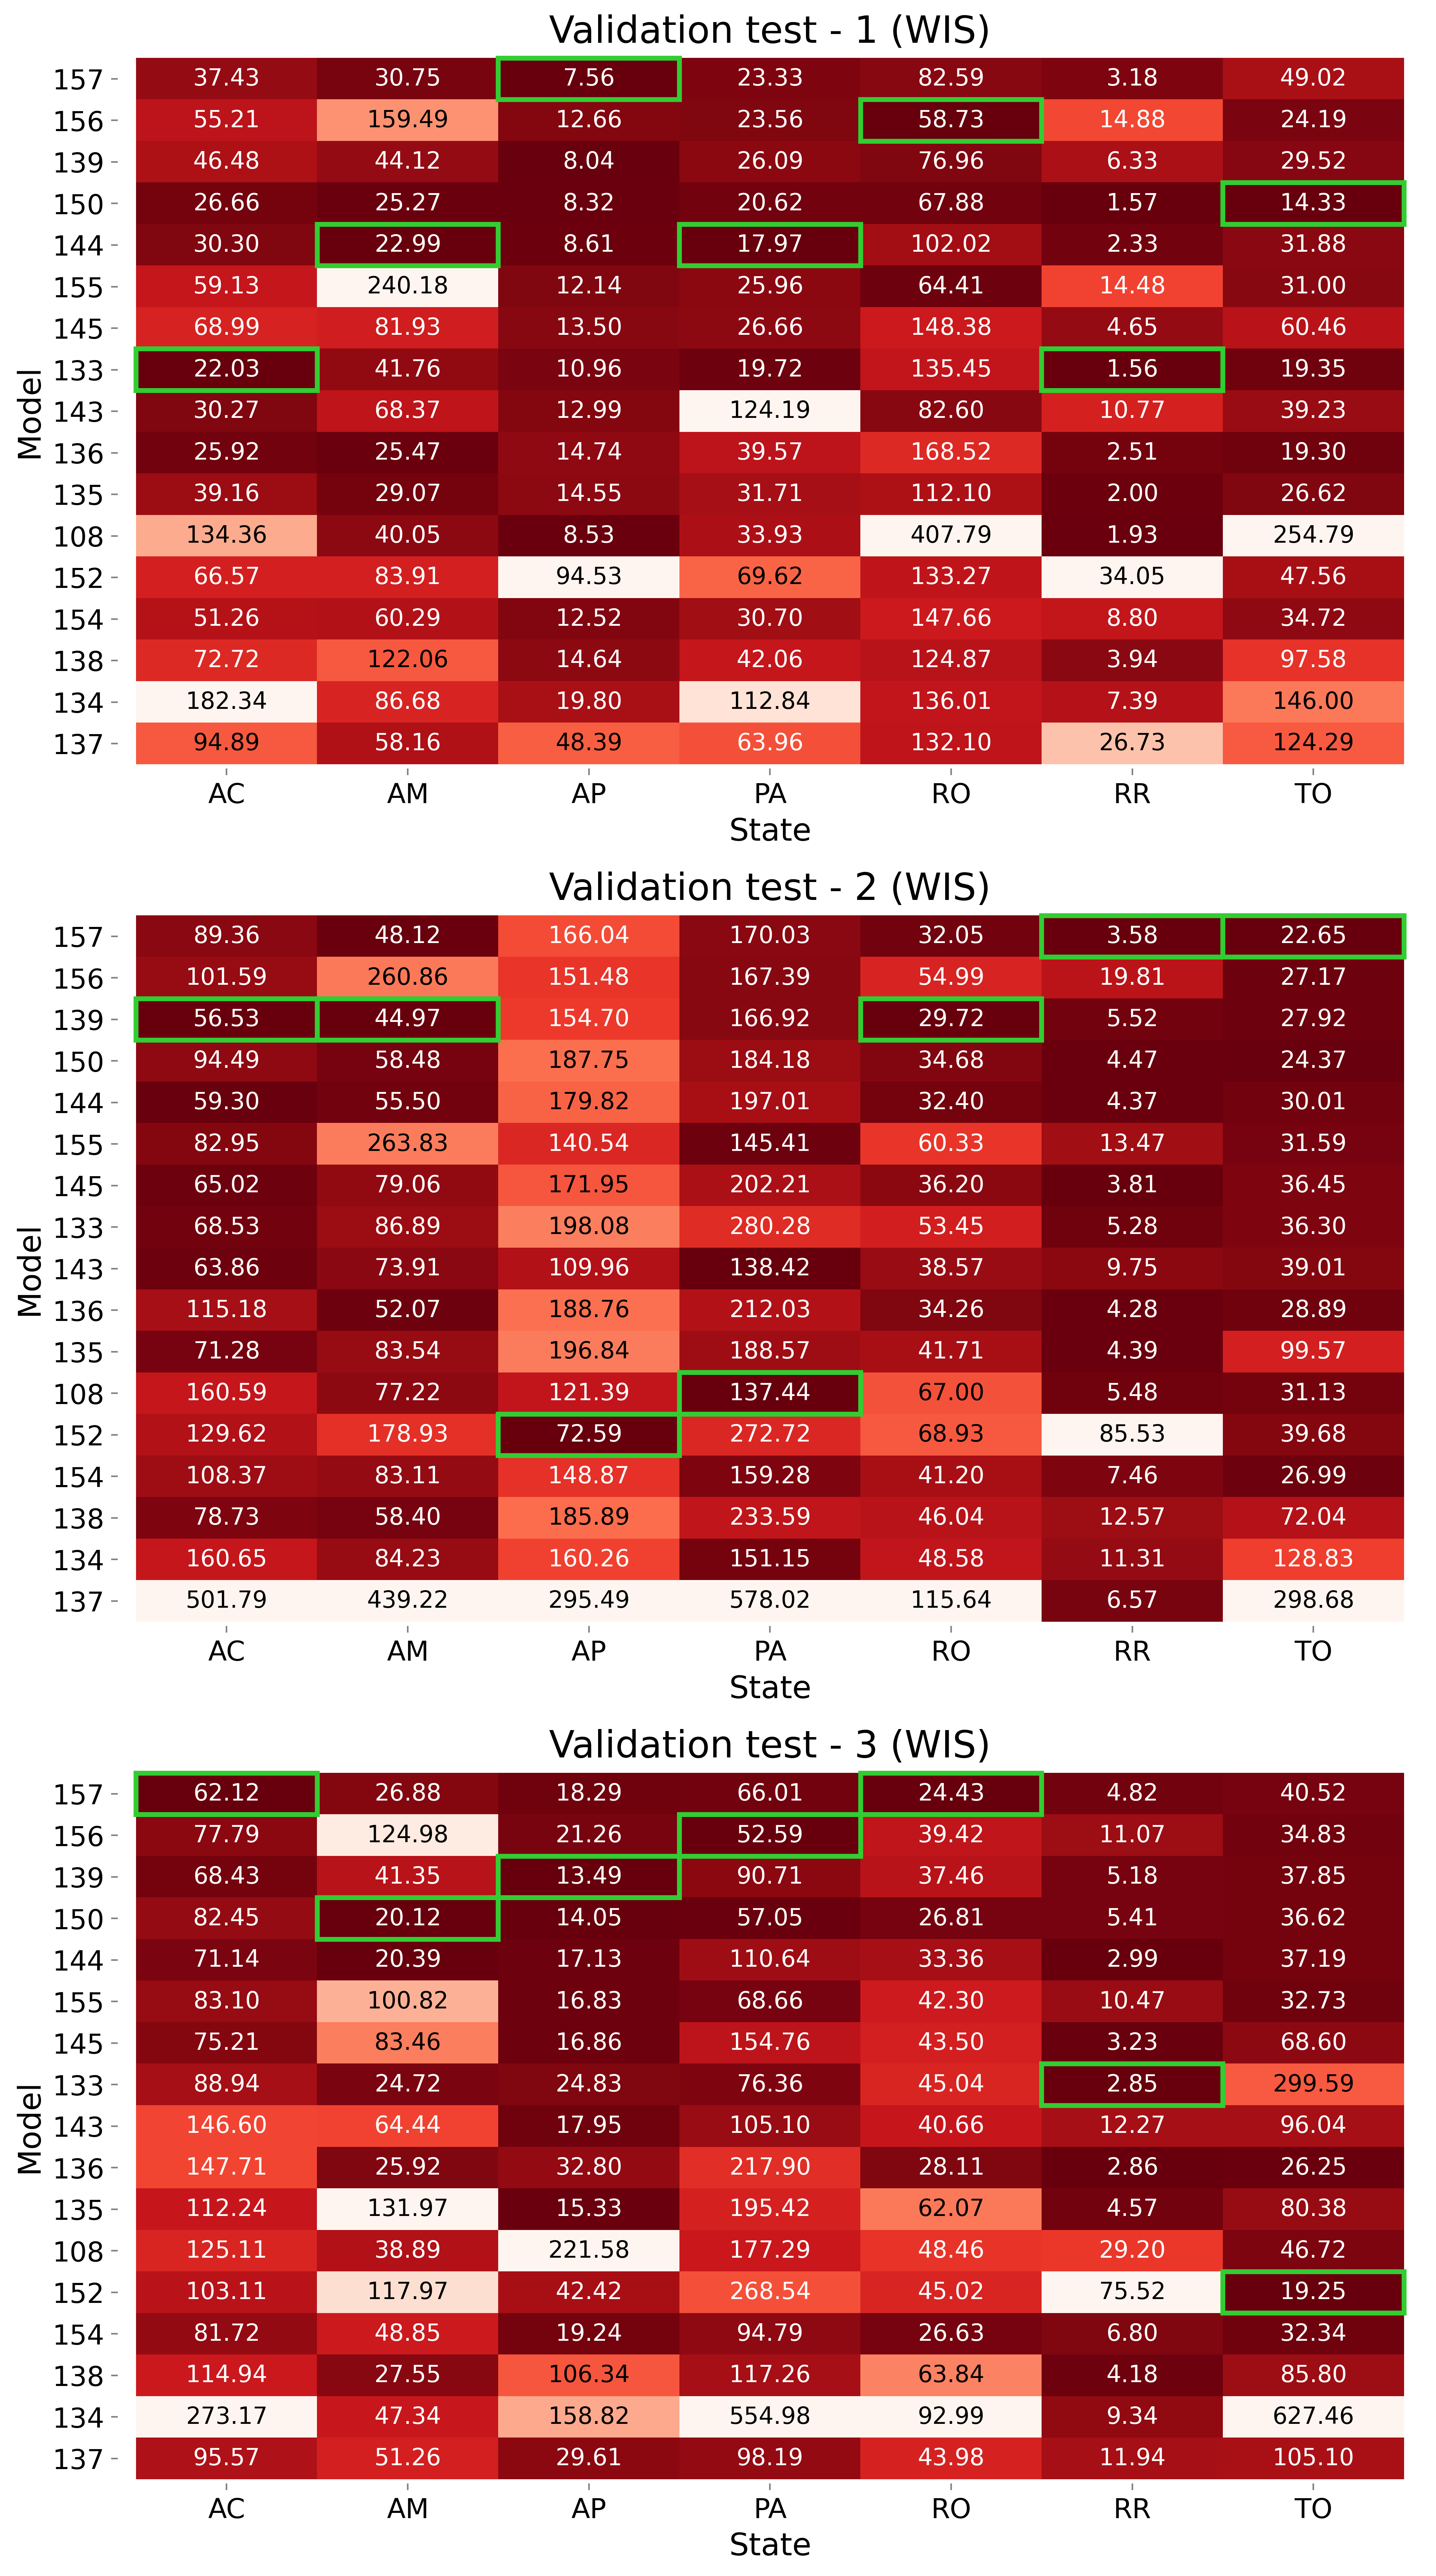 Validation test - 1 (WIS)
Model
157 37.43 30.75 7.56 23.33 82.59 3.18 49.02
156 55.21 159.49 12.66 23.56 58.73 14.88 24.19
139 46.48 44.12 8.04 26.09 76.96 6.33 29.52
150 26.66 25.27 8.32 20.62 67.88 1.57 14.33
144 30.30 22.99 8.61 17.97 102.02 2.33 31.88
155 59.13 240.18 12.14 25.96 64.41 14.48 31.00
145 68.99 81.93 13.50 26.66 148.38 4.65 60.46
133 22.03 41.76 10.96 19.72 135.45 1.56 19.35
143 30.27 68.37 12.99 124.19 82.60 10.77 39.23
136 25.92 25.47 14.74 39.57 168.52 2.51 19.30
135 39.16 29.07 14.55 31.71 112.10 2.00 26.62
108 134.36 40.05 8.53 33.93 407.79 1.93 254.79
152 66.57 83.91 94.53 69.62 133.27 34.05 47.56
154 51.26 60.29 12.52 30.70 147.66 8.80 34.72
138 72.72 122.06 14.64 42.06 124.87 3.94 97.58
134 182.34 86.68 19.80 112.84 136.01 7.39 146.00
137 94.89 58.16 48.39 63.96 132.10 26.73 124.29
AC AM AP PA RO RR TO
State
Validation test - 2 (WIS)
Model
157 89.36 48.12 166.04 170.03 32.05 3.58 22.65
156 101.59 260.86 151.48 167.39 54.99 19.81 27.17
139 56.53 44.97 154.70 166.92 29.72 5.52 27.92
150 94.49 58.48 187.75 184.18 34.68 4.47 24.37
144 59.30 55.50 179.82 197.01 32.40 4.37 30.01
155 82.95 263.83 140.54 145.41 60.33 13.47 31.59
145 65.02 79.06 171.95 202.21 36.20 3.81 36.45
133 68.53 86.89 198.08 280.28 53.45 5.28 36.30
143 63.86 73.91 109.96 138.42 38.57 9.75 39.01
136 115.18 52.07 188.76 212.03 34.26 4.28 28.89
135 71.28 83.54 196.84 188.57 41.71 4.39 99.57
108 160.59 77.22 121.39 137.44 67.00 5.48 31.13
152 129.62 178.93 72.59 272.72 68.93 85.53 39.68
154 108.37 83.11 148.87 159.28 41.20 7.46 26.99
138 78.73 58.40 185.89 233.59 46.04 12.57 72.04
134 160.65 84.23 160.26 151.15 48.58 11.31 128.83
137 501.79 439.22 295.49 578.02 115.64 6.57 298.68
AC AM AP PA RO RR TO
State
Validation test - 3 (WIS)
Model
157 62.12 26.88 18.29 66.01 24.43 4.82 40.52
156 77.79 124.98 21.26 52.59 39.42 11.07 34.83
139 68.43 41.35 13.49 90.71 37.46 5.18 37.85
150 82.45 20.12 14.05 57.05 26.81 5.41 36.62
144 71.14 20.39 17.13 110.64 33.36 2.99 37.19
155 83.10 100.82 16.83 68.66 42.30 10.47 32.73
145 75.21 83.46 16.86 154.76 43.50 3.23 68.60
133 88.94 24.72 24.83 76.36 45.04 2.85 299.59
143 146.60 64.44 17.95 105.10 40.66 12.27 96.04
136 147.71 25.92 32.80 217.90 28.11 2.86 26.25
135 112.24 131.97 15.33 195.42 62.07 4.57 80.38
108 125.11 38.89 221.58 177.29 48.46 29.20 46.72
152 103.11 117.97 42.42 268.54 45.02 75.52 19.25
154 81.72 48.85 19.24 94.79 26.63 6.80 32.34
138 114.94 27.55 106.34 117.26 63.84 4.18 85.80
134 273.17 47.34 158.82 554.98 92.99 9.34 627.46
137 95.57 51.26 29.61 98.19 43.98 11.94 105.10
AC AM AP PA RO RR TO
State